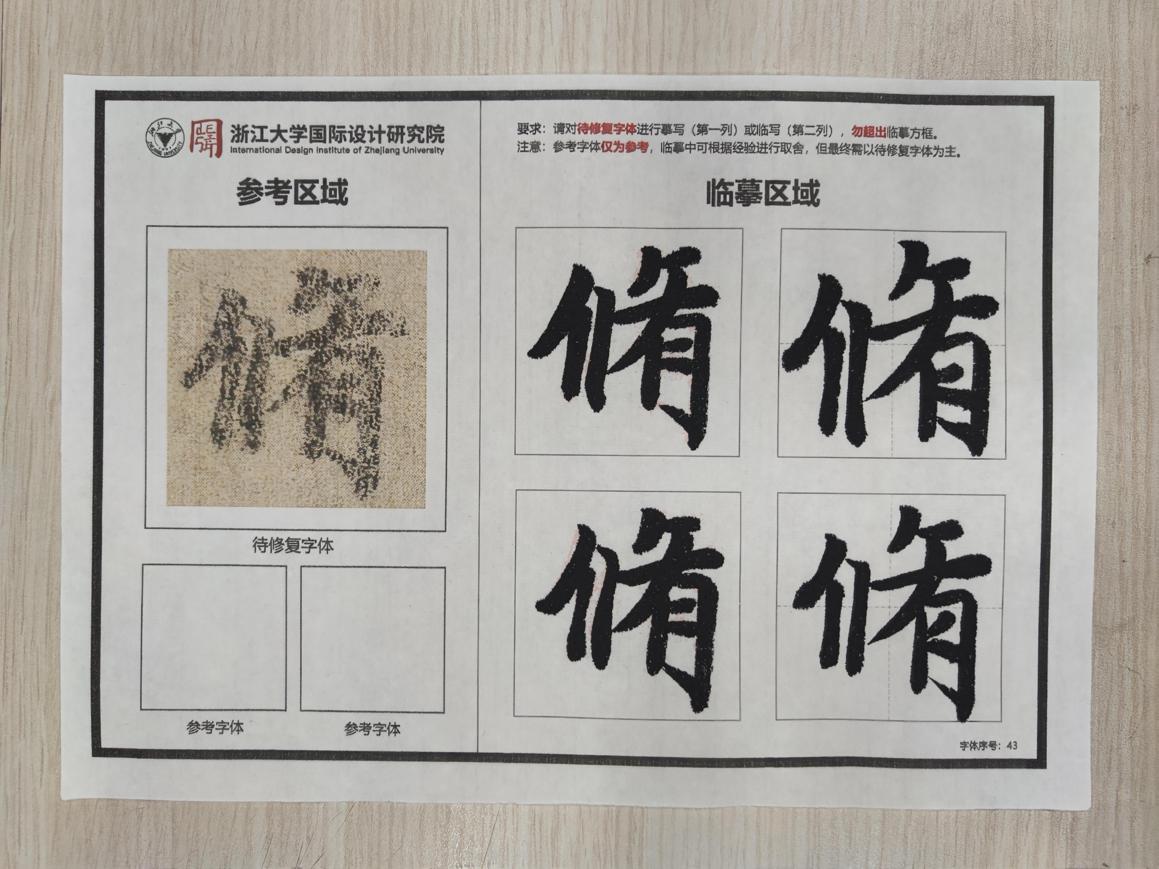 浙江大学国际设计研究院
International Design Institute of Zhejiang University
参考区域
脩
待修复字体
参考字体 参考字体
要求：请对待修复字体进行摹写（第一列）或临写（第二列），勿超出临摹方框。
注意：参考字体仅为参考，临摹中可根据经验进行取舍，但最终需以待修复字体为主。
临摹区域
脩 脩
脩 脩
字体序号：43